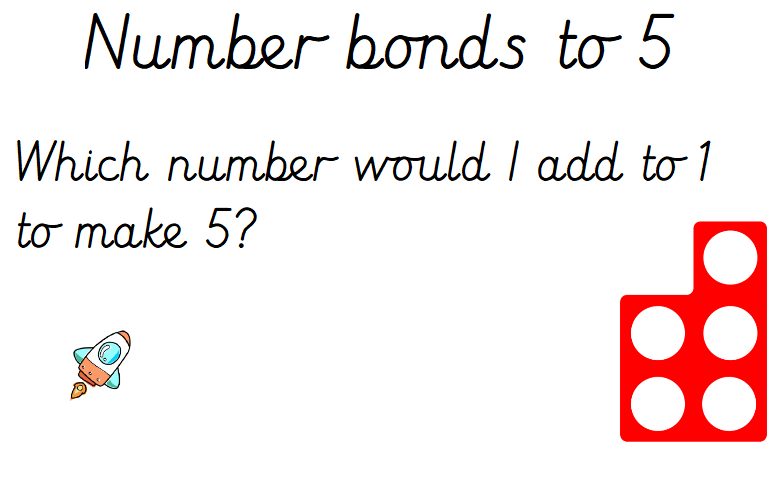 Number bonds to 5
Which number would I add to 1
to make 5?